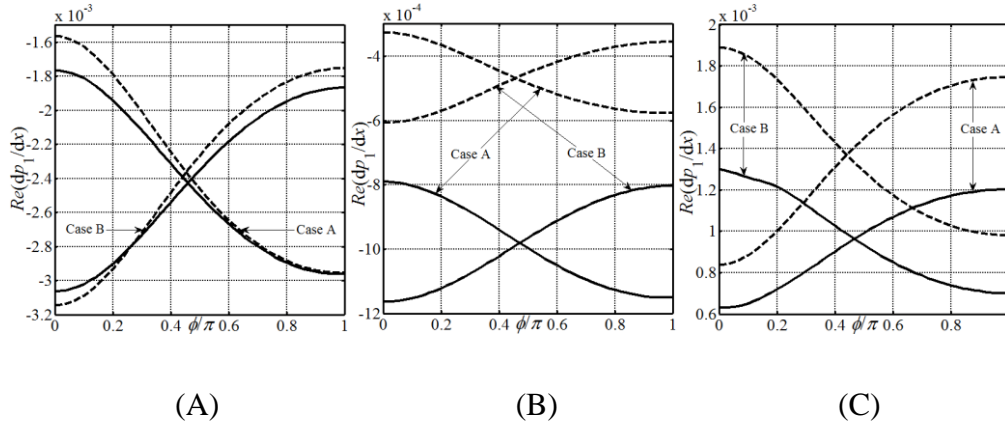 x 10⁻³
-1.6
-1.8
-2
-2.2
-2.4
-2.6
-2.8
-3
-3.2
Re(dp₁/dx)
Case B
Case A
0 0.2 0.4 ϕ/π 0.6 0.8 1
(A)
x 10⁻⁴
-4
-6
-8
-10
-12
Re(dp₁/dx)
Case A
Case B
0 0.2 0.4 ϕ/π 0.6 0.8 1
(B)
x 10⁻³
2
1.8
1.6
1.4
1.2
1
0.8
0.6
Re(dp₁/dx)
Case B
Case A
0 0.2 0.4 ϕ/π 0.6 0.8 1
(C)